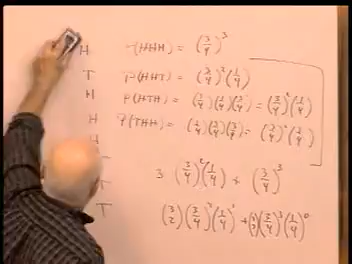 H P(HHH) = (3/4)^3
T P(HHT) = (3/4)^2 (1/4)
H P(HTH) = (3/4)(1/4)(3/4) = (3/4)^2 (1/4)
H P(THH) = (1/4)(3/4)(3/4) = (3/4)^2 (1/4)
H
T
T 3 (3/4)^2 (1/4) + (3/4)^3
T (3 2) (3/4)^2 (1/4)^1 + (3 3) (3/4)^3 (1/4)^0